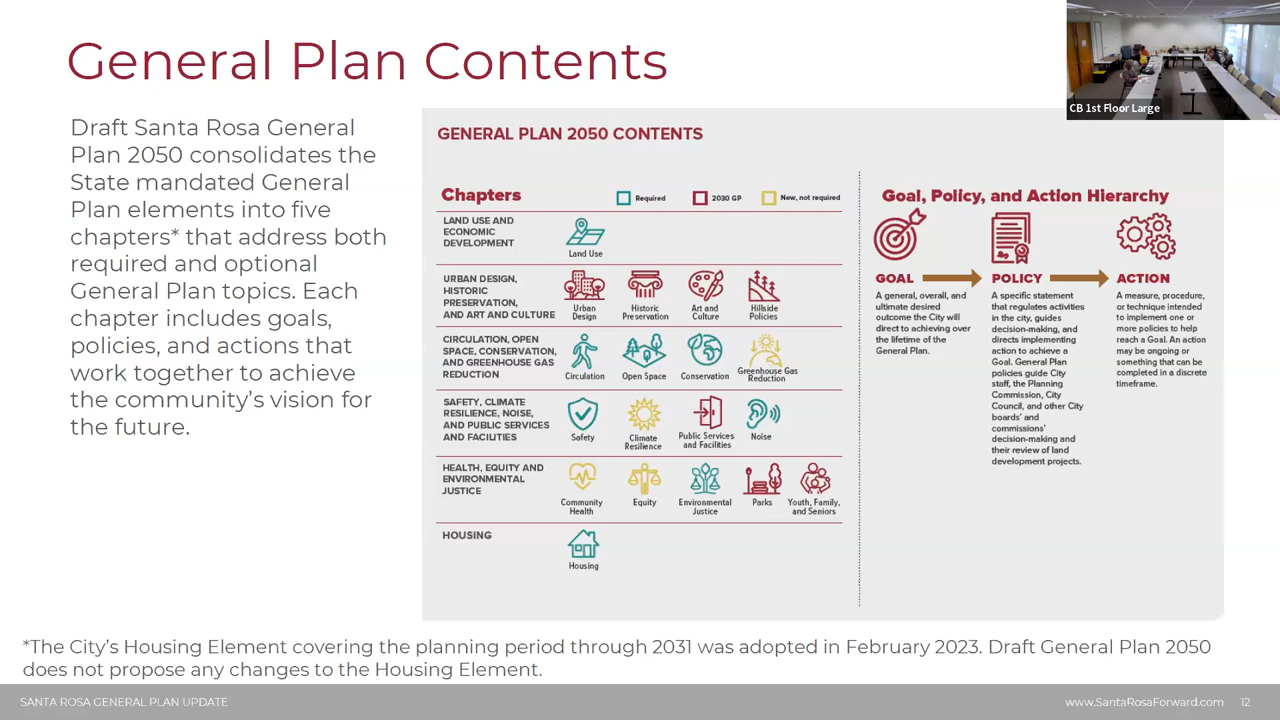 General Plan Contents
CB 1st Floor Large
Draft Santa Rosa General
Plan 2050 consolidates the
State mandated General
Plan elements into five
chapters* that address both
required and optional
General Plan topics. Each
chapter includes goals,
policies, and actions that
work together to achieve
the community's vision for
the future.
GENERAL PLAN 2050 CONTENTS
Chapters
Required
2030 GP
New, not required
LAND USE AND
ECONOMIC
DEVELOPMENT
Land Use
URBAN DESIGN,
HISTORIC
PRESERVATION,
AND ART AND CULTURE
Urban
Design
Historic
Preservation
Art and
Culture
Hillside
Policies
CIRCULATION, OPEN
SPACE, CONSERVATION,
AND GREENHOUSE GAS
REDUCTION
Circulation
Open Space
Conservation
Greenhouse Gas
Reduction
SAFETY, CLIMATE
RESILIENCE, NOISE,
AND PUBLIC SERVICES
AND FACILITIES
Safety
Climate
Resilience
Public Services
and Facilities
Noise
HEALTH, EQUITY AND
ENVIRONMENTAL
JUSTICE
Community
Health
Equity
Environmental
Justice
Parks
Youth, Family,
and Seniors
HOUSING
Housing
Goal, Policy, and Action Hierarchy
GOAL
A general, overall, and
ultimate desired
outcome the City will
direct to achieving over
the lifetime of the
General Plan.
POLICY
A specific statement
that regulates activities
in the city, guides
decision-making, and
directs implementing
action to achieve a
Goal. General Plan
policies guide City
staff, the Planning
Commission, City
Council, and other City
boards' and
commissions'
decision-making and
their review of land
development projects.
ACTION
A measure, procedure,
or technique intended
to implement one or
more policies to help
reach a Goal. An action
may be ongoing or
something that can be
completed in a discrete
timeframe.
*The City's Housing Element covering the planning period through 2031 was adopted in February 2023. Draft General Plan 2050
does not propose any changes to the Housing Element.
SANTA ROSA GENERAL PLAN UPDATE
www.SantaRosaForward.com
12